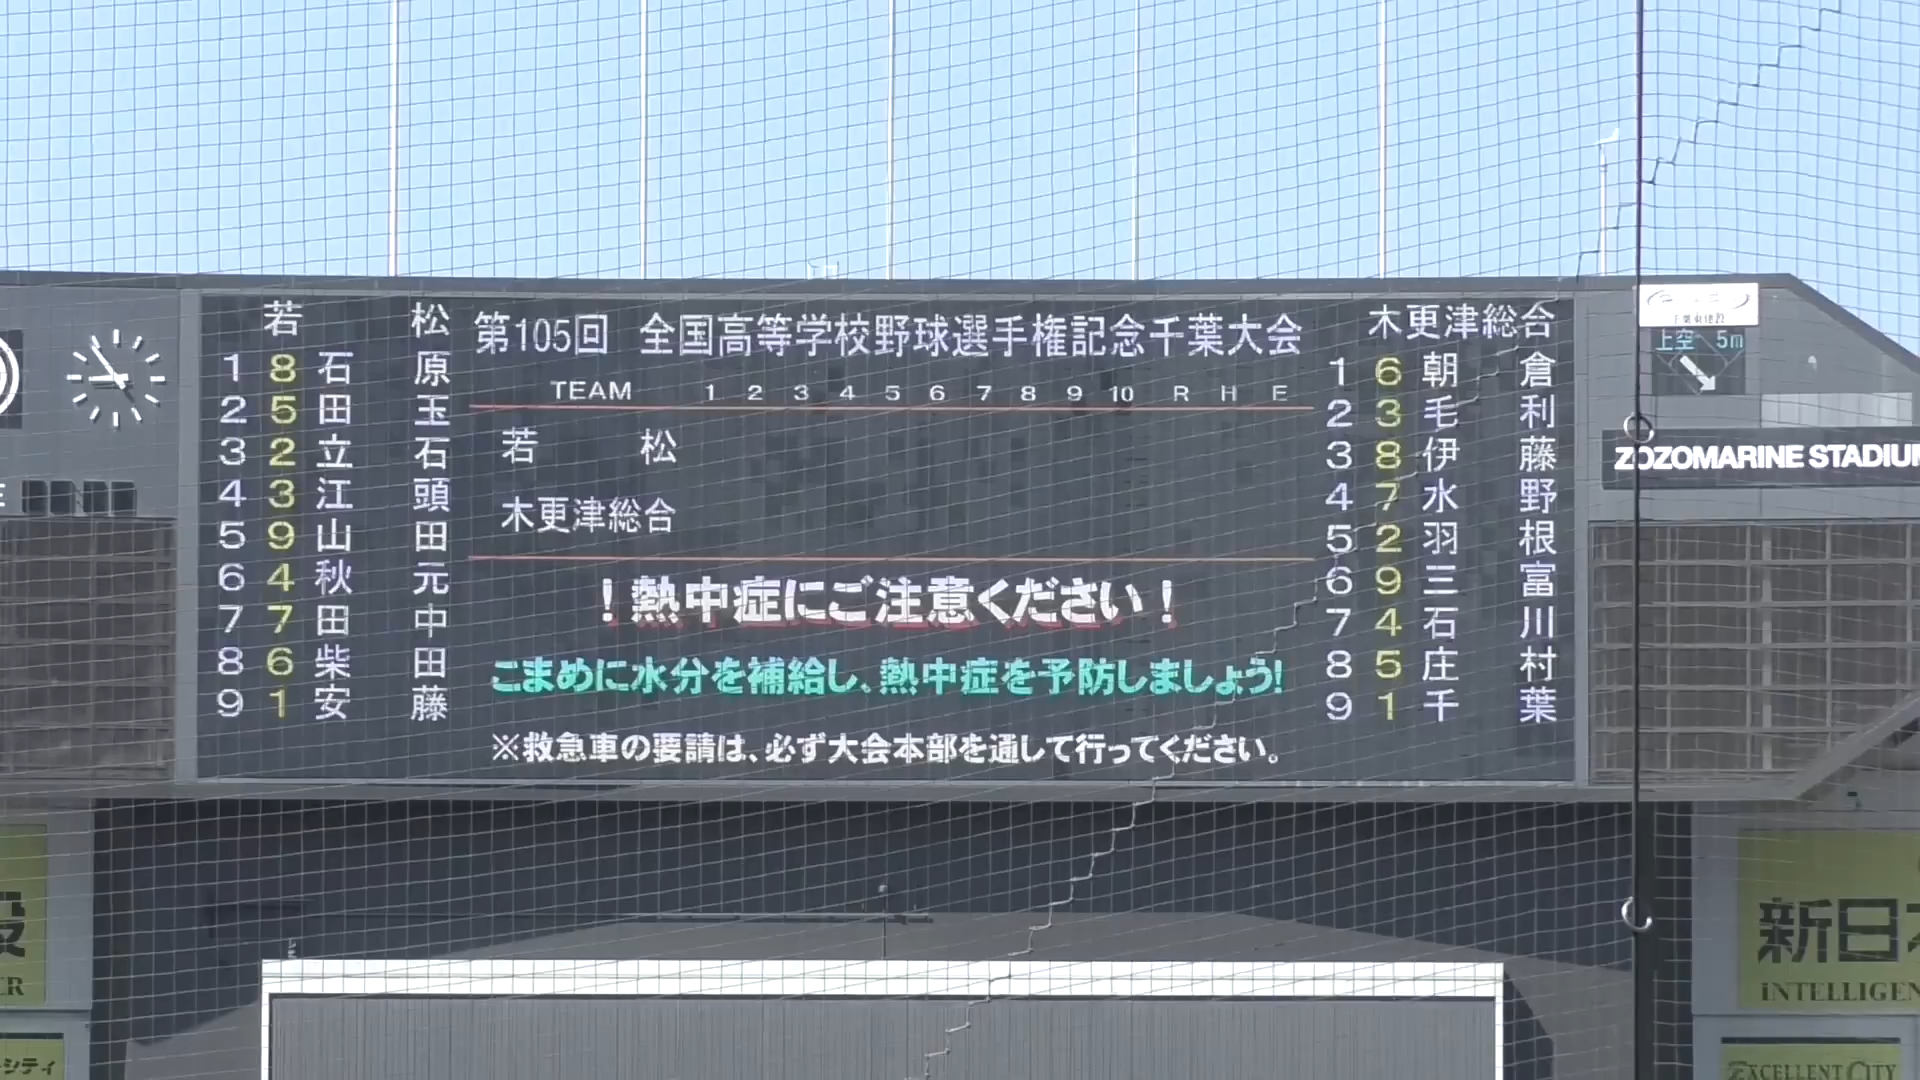 若松
1 8 石原
2 5 田玉
3 2 立石
4 3 江頭
5 9 山田
6 4 秋元
7 7 田中
8 6 柴田
9 1 安藤
第105回 全国高等学校野球選手権記念千葉大会
TEAM 1 2 3 4 5 6 7 8 9 10 R H E
若松
木更津総合
！熱中症にご注意ください！
こまめに水分を補給し、熱中症を予防しましょう!
※救急車の要請は、必ず大会本部を通して行ってください。
木更津総合
1 6 朝倉
2 3 毛利
3 8 伊藤
4 7 水野
5 2 羽根
6 9 三富
7 4 石川
8 5 庄村
9 1 千葉
上空 5m
ZOZOMARINE STADIUM
新日本
INTELLIGEN
EXCELLENT CITY
シティ
ER